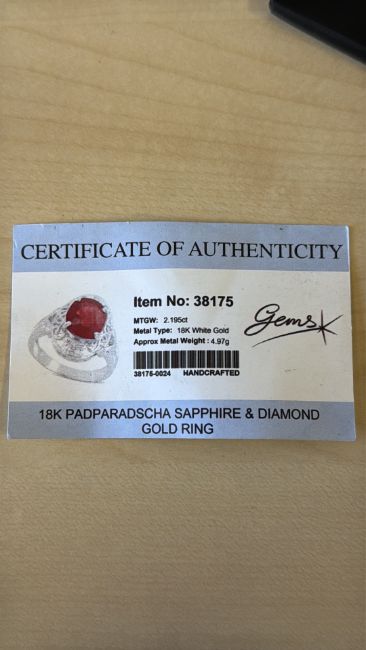 CERTIFICATE OF AUTHENTICITY
Item No: 38175
MTGW: 2.195ct
Metal Type: 18K White Gold
Approx Metal Weight : 4.97g
Gems
38175-0024 HANDCRAFTED
18K PADPARADSCHA SAPPHIRE & DIAMOND
GOLD RING